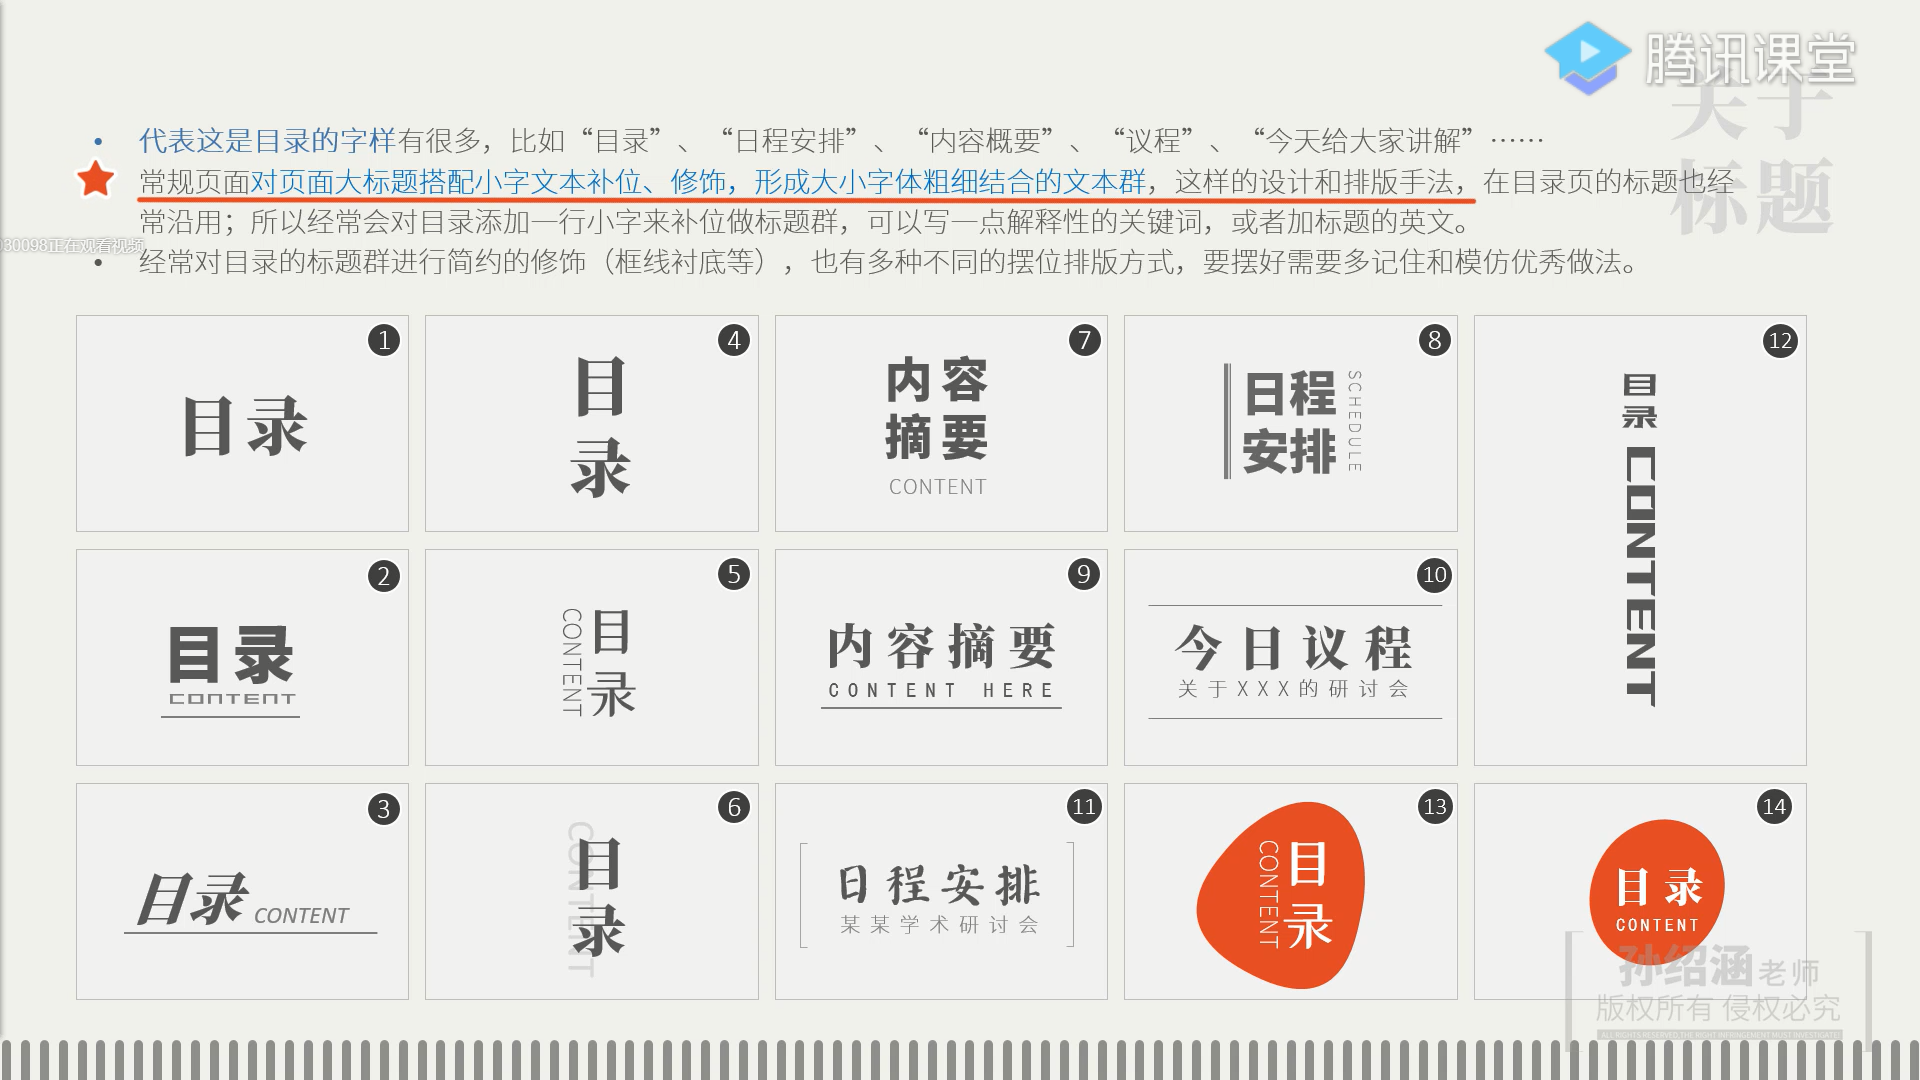 腾讯课堂
关于
标题
• 代表这是目录的字样有很多，比如“目录”、“日程安排”、“内容概要”、“议程”、“今天给大家讲解”……
常规页面对页面大标题搭配小字文本补位、修饰，形成大小字体粗细结合的文本群，这样的设计和排版手法，在目录页的标题也经
常沿用；所以经常会对目录添加一行小字来补位做标题群，可以写一点解释性的关键词，或者加标题的英文。
30098正在观看视频
• 经常对目录的标题群进行简约的修饰（框线衬底等），也有多种不同的摆位排版方式，要摆好需要多记住和模仿优秀做法。
1
目录
4
目
录
7
内容
摘要
CONTENT
8
日程
安排
SCHEDULE
12
目
录
CONTENT
2
目录
CONTENT
5
目
录
CONTENT
9
内容摘要
CONTENT HERE
10
今日议程
关于XXX的研讨会
3
目录 CONTENT
6
目
录
CONTENT
11
日程安排
某某学术研讨会
13
目
录
CONTENT
14
目录
CONTENT
孙绍涵老师
版权所有 侵权必究